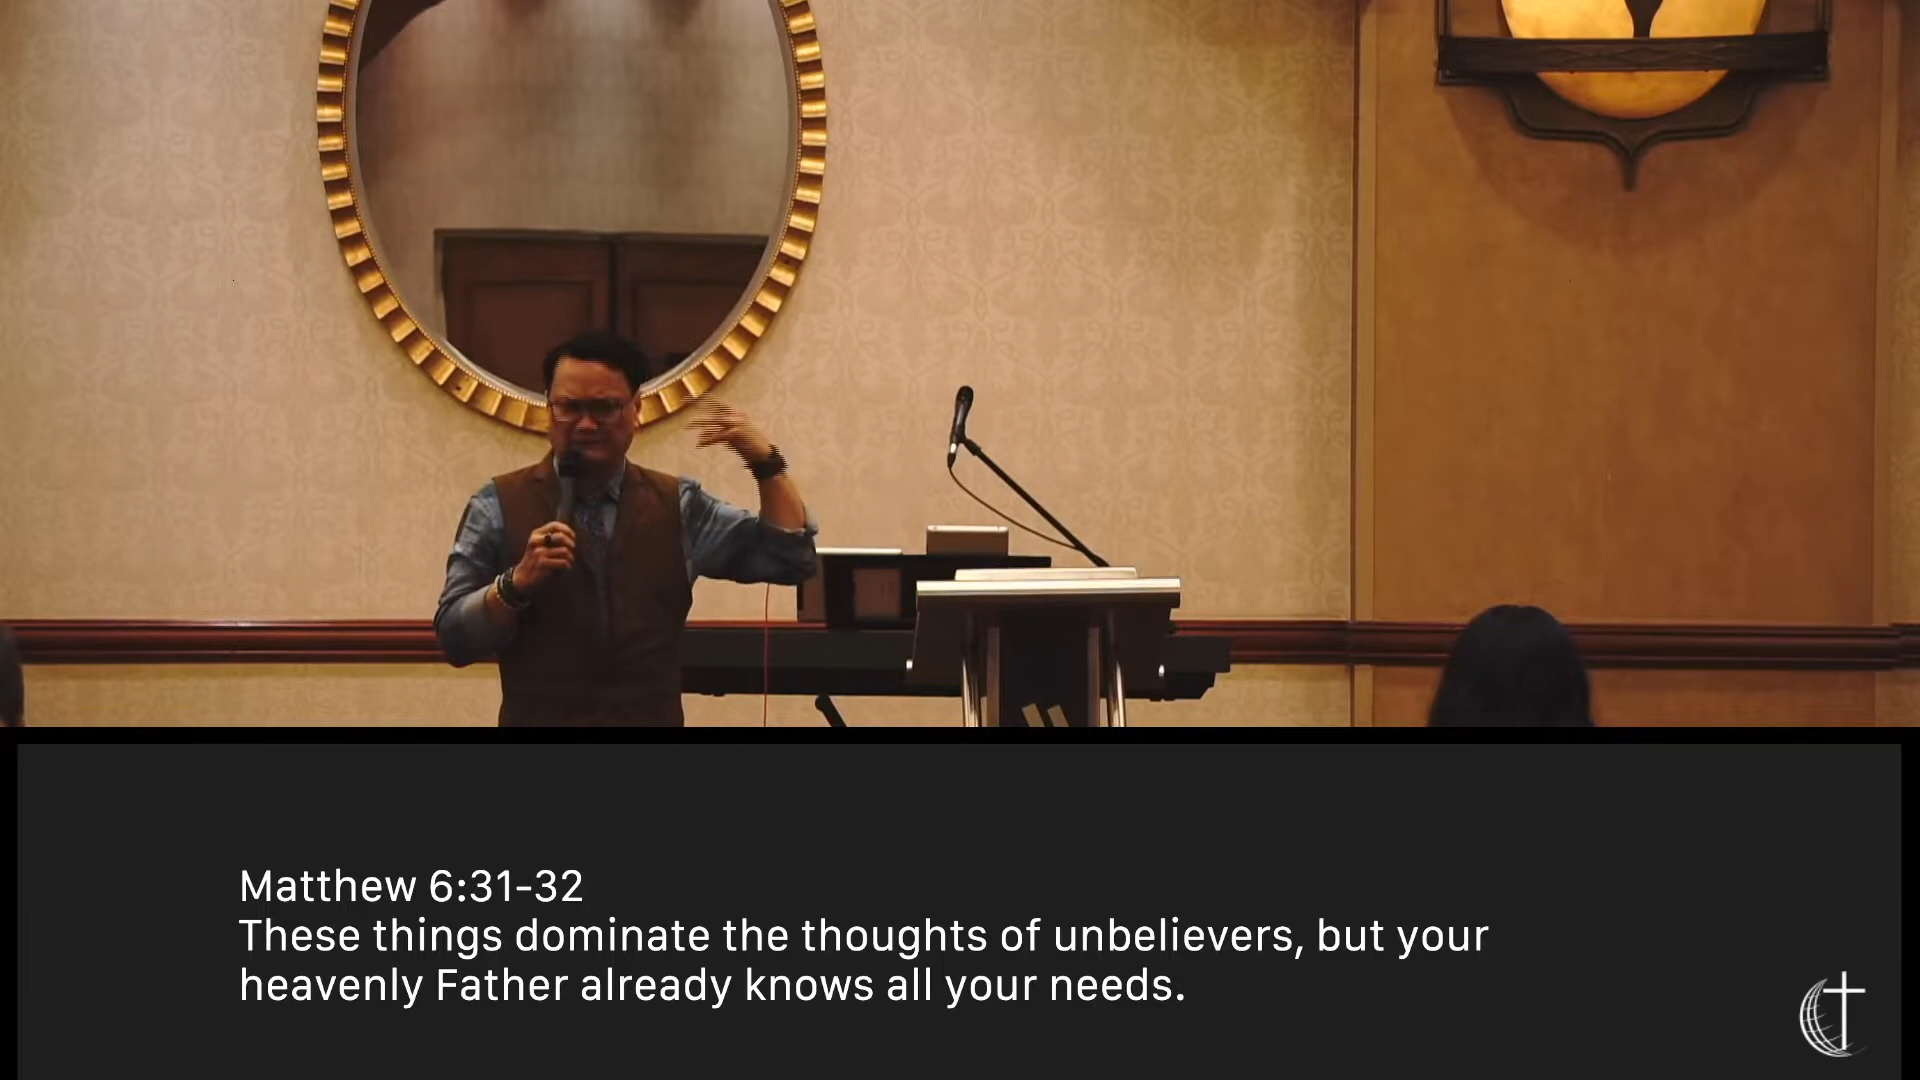 Matthew 6:31-32
These things dominate the thoughts of unbelievers, but your
heavenly Father already knows all your needs.